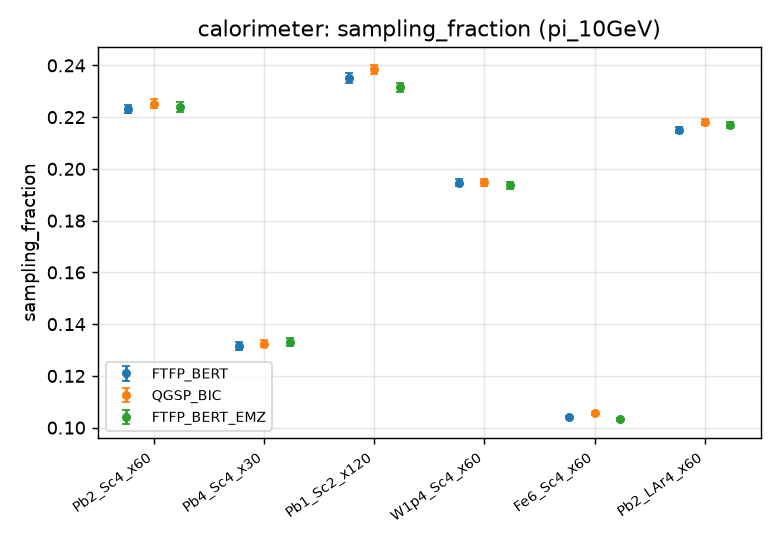 calorimeter: sampling_fraction (pi_10GeV)
sampling_fraction
0.24
0.22
0.20
0.18
0.16
0.14
0.12
0.10
FTFP_BERT
QGSP_BIC
FTFP_BERT_EMZ
Pb2_Sc4_x60
Pb4_Sc4_x30
Pb1_Sc2_x120
W1p4_Sc4_x60
Fe6_Sc4_x60
Pb2_LAr4_x60